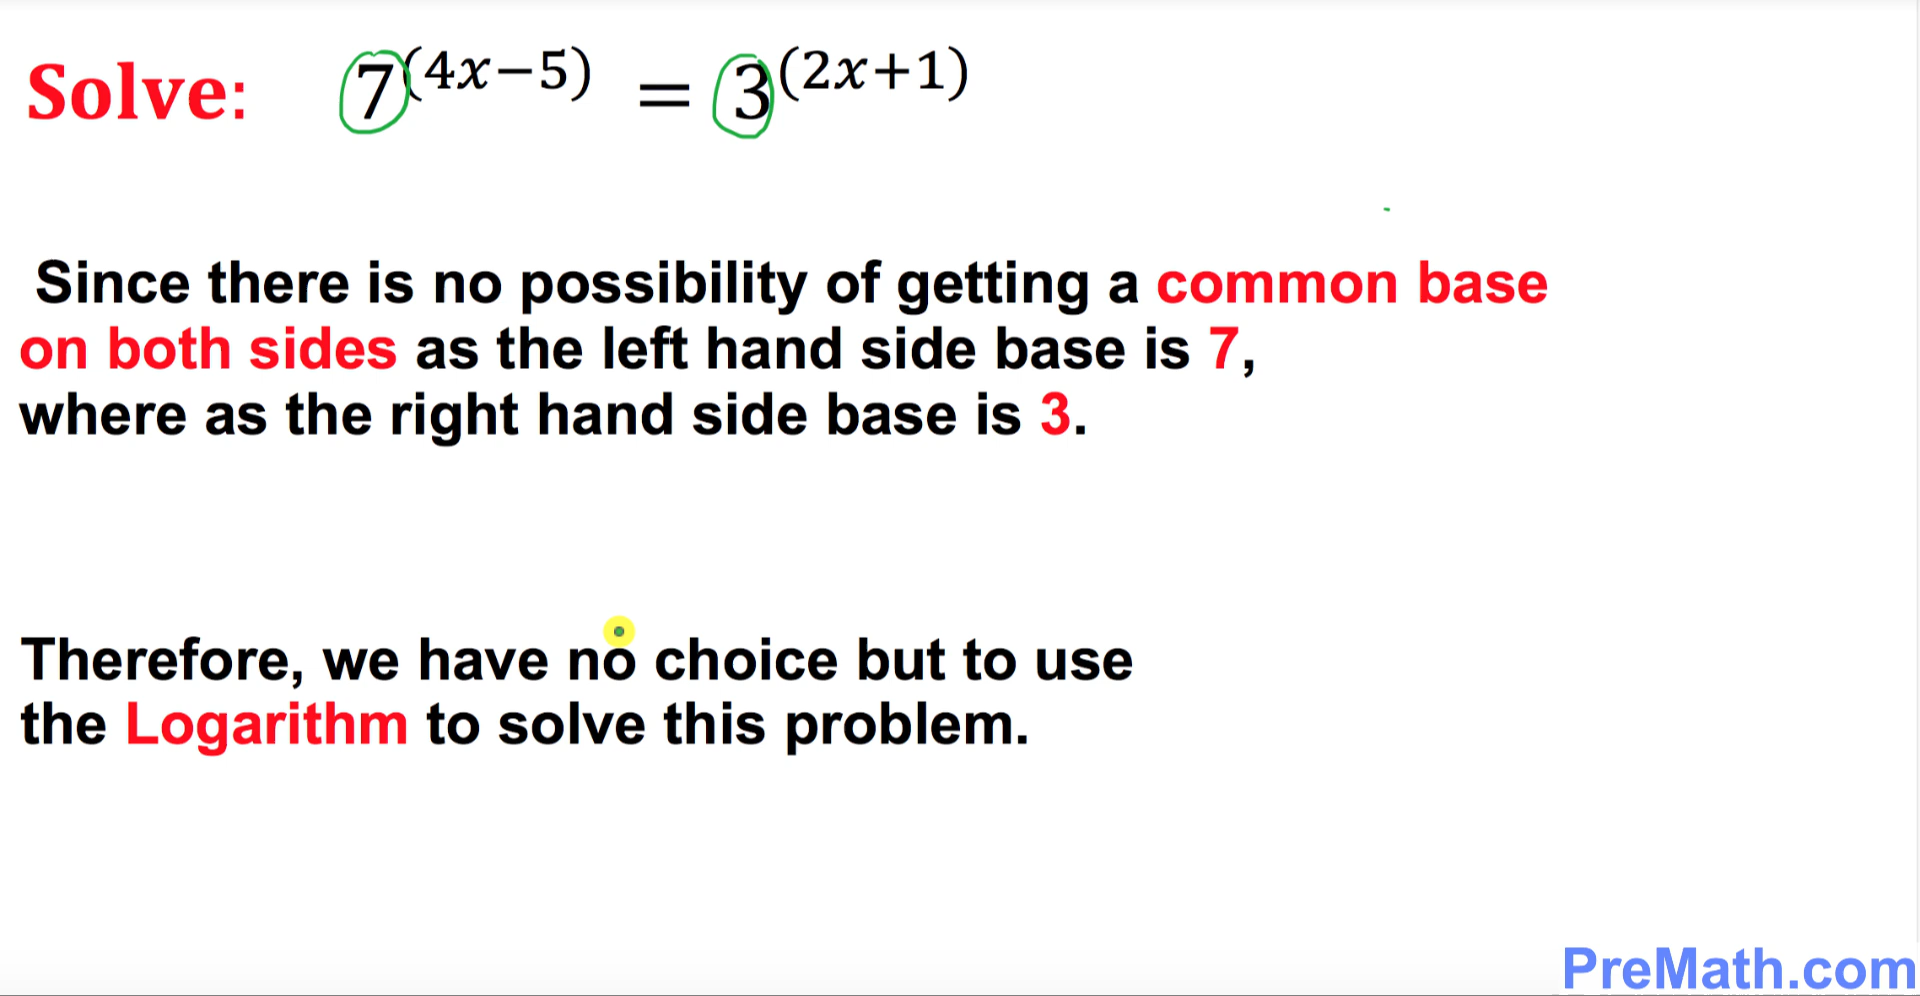 Solve: 7^(4x−5) = 3^(2x+1)
Since there is no possibility of getting a common base
on both sides as the left hand side base is 7,
where as the right hand side base is 3.
Therefore, we have no choice but to use
the Logarithm to solve this problem.
PreMath.com